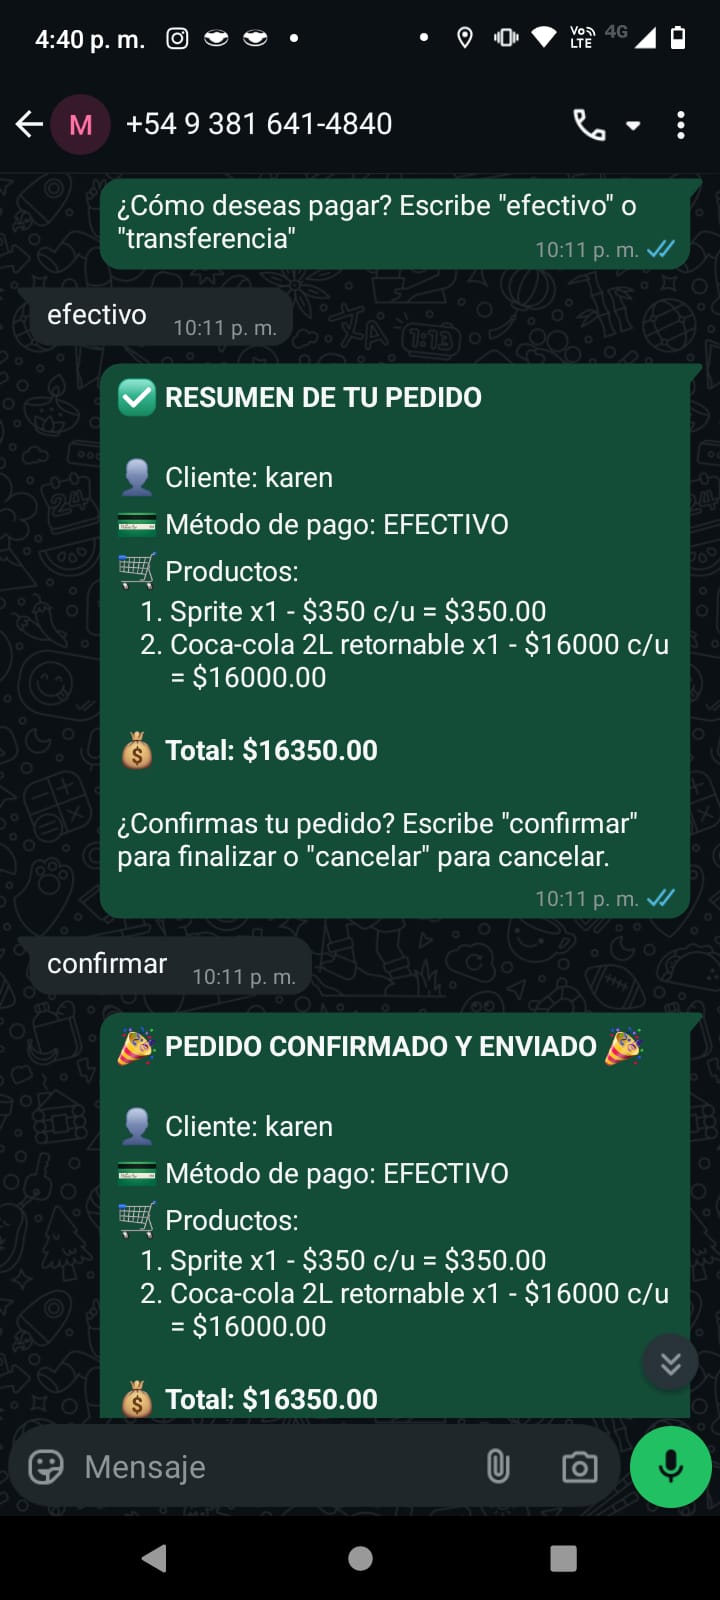 4:40 p. m.
Vo LTE 4G
M +54 9 381 641-4840
¿Cómo deseas pagar? Escribe "efectivo" o
"transferencia"
10:11 p. m.
efectivo
10:11 p. m.
✅ RESUMEN DE TU PEDIDO
👤 Cliente: karen
💳 Método de pago: EFECTIVO
🛒 Productos:
1. Sprite x1 - $350 c/u = $350.00
2. Coca-cola 2L retornable x1 - $16000 c/u
= $16000.00
💰 Total: $16350.00
¿Confirmas tu pedido? Escribe "confirmar"
para finalizar o "cancelar" para cancelar.
10:11 p. m.
confirmar
10:11 p. m.
🎉 PEDIDO CONFIRMADO Y ENVIADO 🎉
👤 Cliente: karen
💳 Método de pago: EFECTIVO
🛒 Productos:
1. Sprite x1 - $350 c/u = $350.00
2. Coca-cola 2L retornable x1 - $16000 c/u
= $16000.00
💰 Total: $16350.00
Mensaje